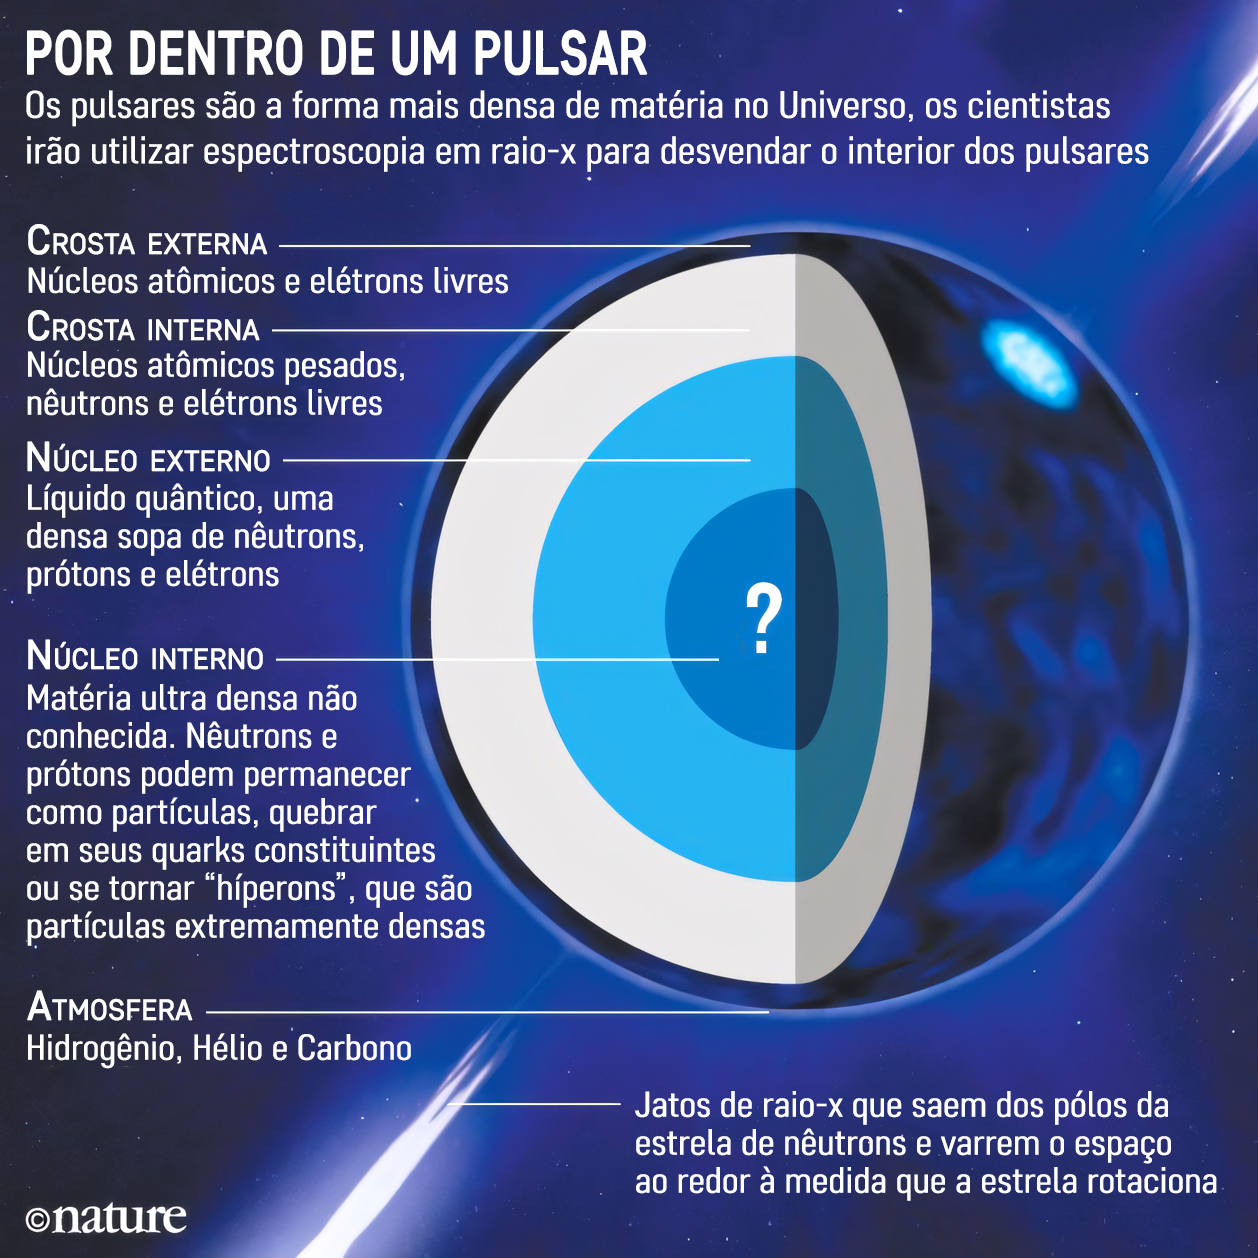 POR DENTRO DE UM PULSAR
Os pulsares são a forma mais densa de matéria no Universo, os cientistas
irão utilizar espectroscopia em raio-x para desvendar o interior dos pulsares
CROSTA EXTERNA
Núcleos atômicos e elétrons livres
CROSTA INTERNA
Núcleos atômicos pesados,
nêutrons e elétrons livres
NÚCLEO EXTERNO
Líquido quântico, uma
densa sopa de nêutrons,
prótons e elétrons
?
NÚCLEO INTERNO
Matéria ultra densa não
conhecida. Nêutrons e
prótons podem permanecer
como partículas, quebrar
em seus quarks constituintes
ou se tornar “híperons”, que são
partículas extremamente densas
ATMOSFERA
Hidrogênio, Hélio e Carbono
Jatos de raio-x que saem dos pólos da
estrela de nêutrons e varrem o espaço
ao redor à medida que a estrela rotaciona
©nature